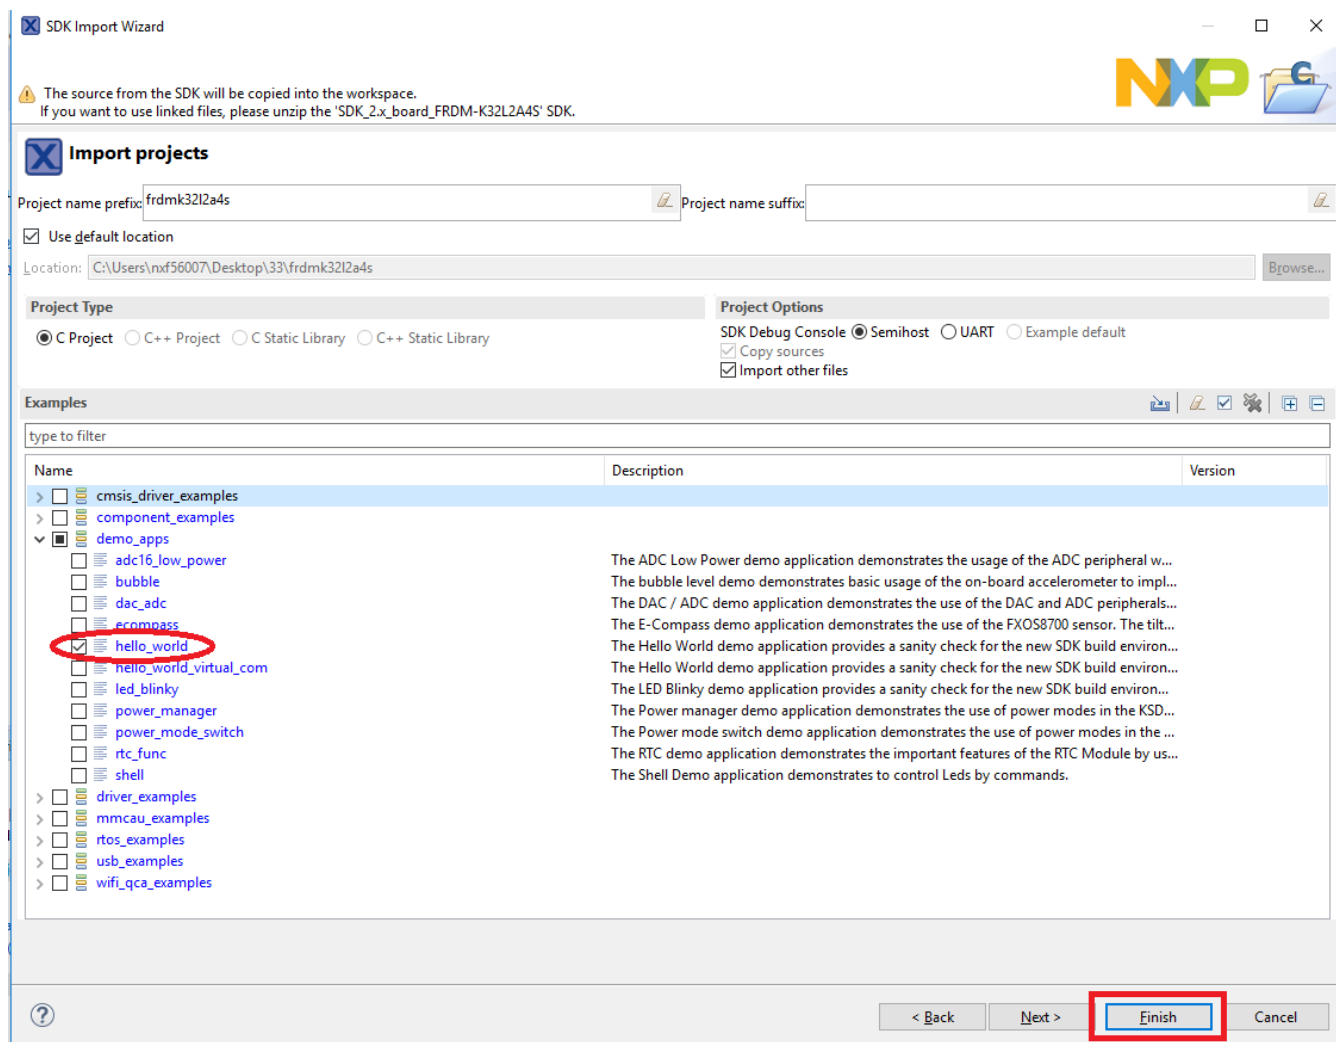 SDK Import Wizard
The source from the SDK will be copied into the workspace.
If you want to use linked files, please unzip the 'SDK_2.x_board_FRDM-K32L2A4S' SDK.
NXP
C
Import projects
Project name prefix: frdmk32l2a4s Project name suffix:
Use default location
Location: C:\Users\nxf56007\Desktop\33\frdmk32l2a4s Browse...
Project Type Project Options
C Project C++ Project C Static Library C++ Static Library
SDK Debug Console Semihost UART Example default
Copy sources
Import other files
Examples
type to filter
Name Description Version
cmsis_driver_examples
component_examples
demo_apps
adc16_low_power The ADC Low Power demo application demonstrates the usage of the ADC peripheral w...
bubble The bubble level demo demonstrates basic usage of the on-board accelerometer to impl...
dac_adc The DAC / ADC demo application demonstrates the use of the DAC and ADC peripherals...
ecompass The E-Compass demo application demonstrates the use of the FXOS8700 sensor. The tilt...
hello_world The Hello World demo application provides a sanity check for the new SDK build environ...
hello_world_virtual_com The Hello World demo application provides a sanity check for the new SDK build environ...
led_blinky The LED Blinky demo application provides a sanity check for the new SDK build environ...
power_manager The Power manager demo application demonstrates the use of power modes in the KSD...
power_mode_switch The Power mode switch demo application demonstrates the use of power modes in the ...
rtc_func The RTC demo application demonstrates the important features of the RTC Module by us...
shell The Shell Demo application demonstrates to control Leds by commands.
driver_examples
mmcau_examples
rtos_examples
usb_examples
wifi_qca_examples
? < Back Next > Finish Cancel